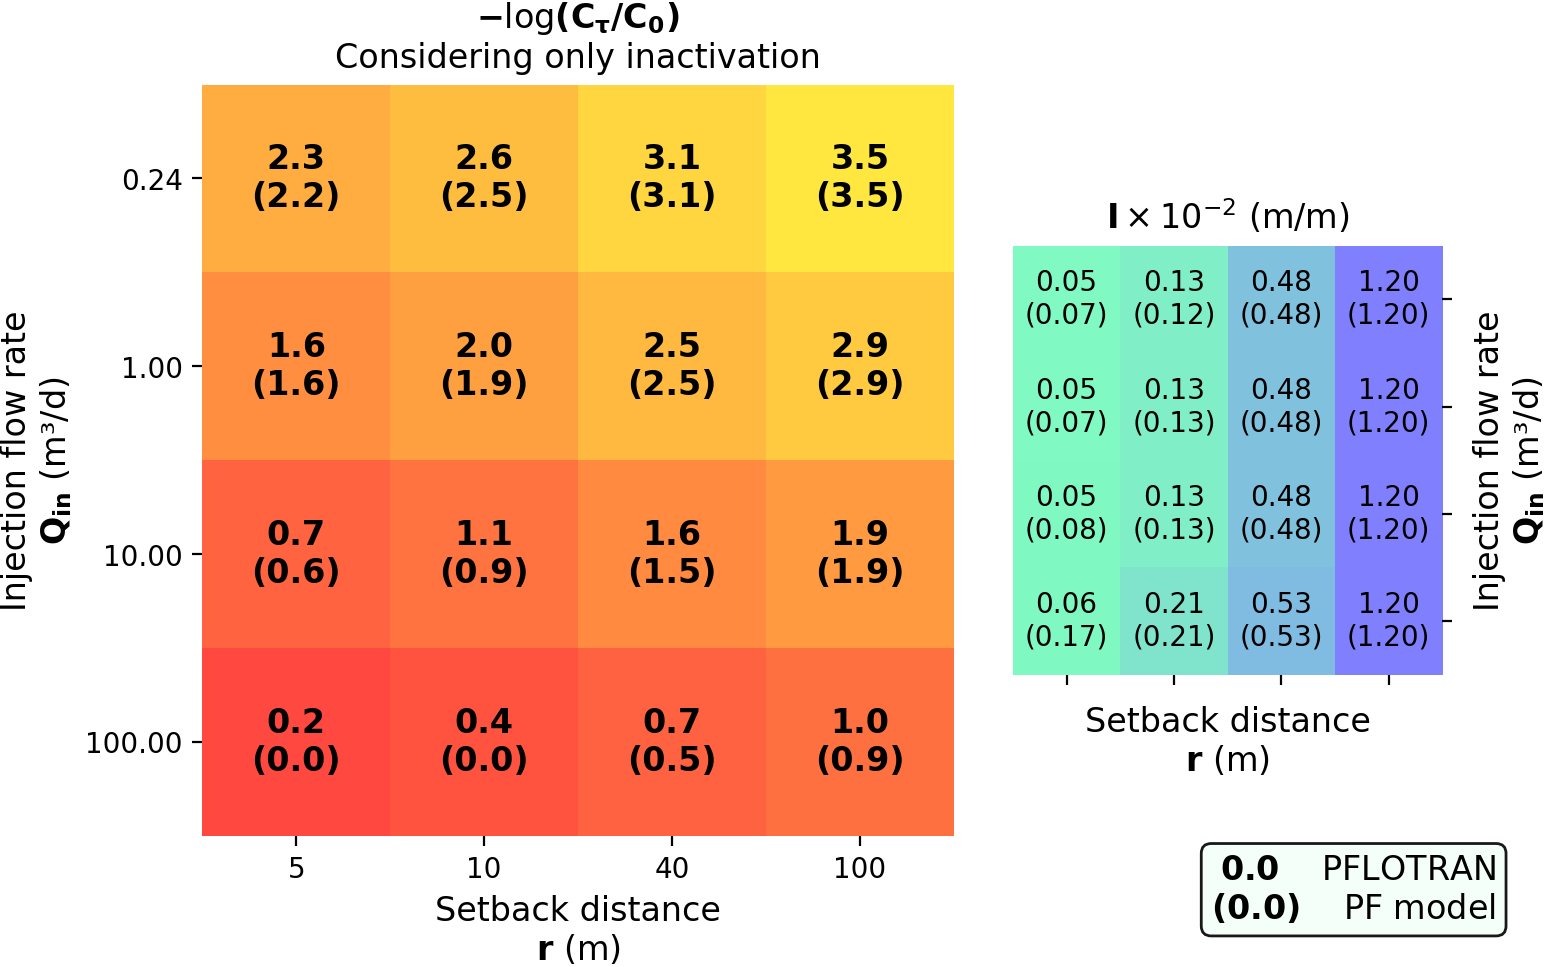 −log(Cτ/C0)
Considering only inactivation
Injection flow rate
Qin (m³/d)
0.24
2.3 2.6 3.1 3.5
(2.2) (2.5) (3.1) (3.5)
1.00
1.6 2.0 2.5 2.9
(1.6) (1.9) (2.5) (2.9)
10.00
0.7 1.1 1.6 1.9
(0.6) (0.9) (1.5) (1.9)
100.00
0.2 0.4 0.7 1.0
(0.0) (0.0) (0.5) (0.9)
5 10 40 100
Setback distance
r (m)
I × 10⁻² (m/m)
0.05 0.13 0.48 1.20
(0.07) (0.12) (0.48) (1.20)
0.05 0.13 0.48 1.20
(0.07) (0.13) (0.48) (1.20)
0.05 0.13 0.48 1.20
(0.08) (0.13) (0.48) (1.20)
0.06 0.21 0.53 1.20
(0.17) (0.21) (0.53) (1.20)
Injection flow rate
Qin (m³/d)
Setback distance
r (m)
0.0 PFLOTRAN
(0.0) PF model